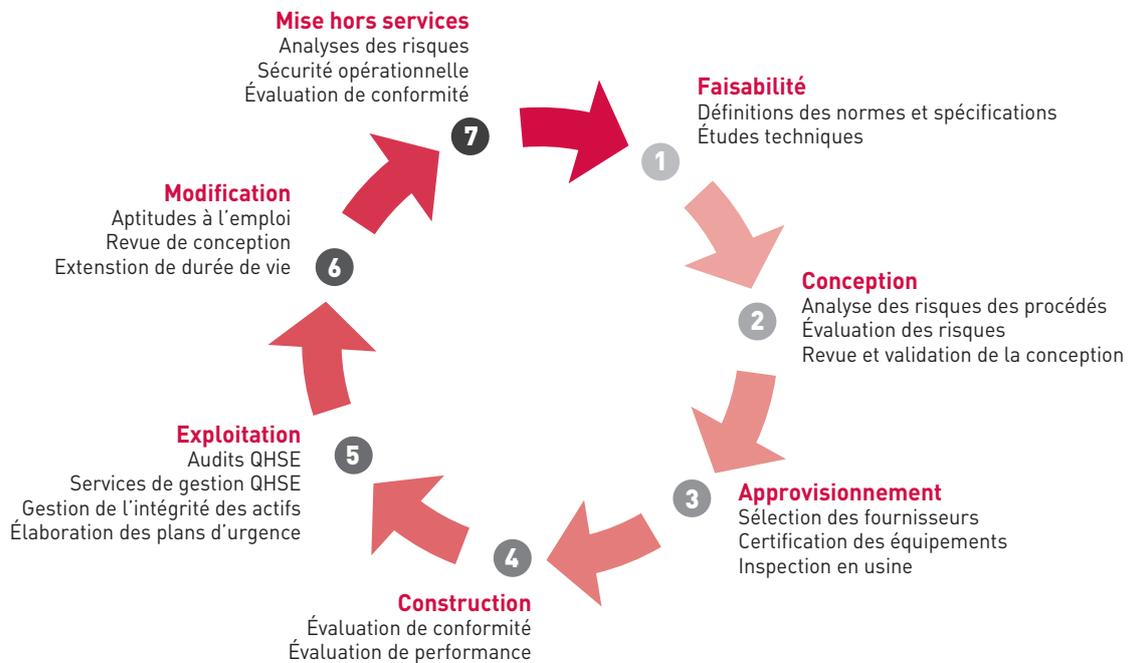 Mise hors services
Analyses des risques
Sécurité opérationnelle
Évaluation de conformité
7
Faisabilité
Définitions des normes et spécifications
Études techniques
1
Conception
Analyse des risques des procédés
Évaluation des risques
Revue et validation de la conception
2
Approvisionnement
Sélection des fournisseurs
Certification des équipements
Inspection en usine
3
Construction
Évaluation de conformité
Évaluation de performance
4
Exploitation
Audits QHSE
Services de gestion QHSE
Gestion de l'intégrité des actifs
Élaboration des plans d'urgence
5
Modification
Aptitudes à l'emploi
Revue de conception
Extenstion de durée de vie
6